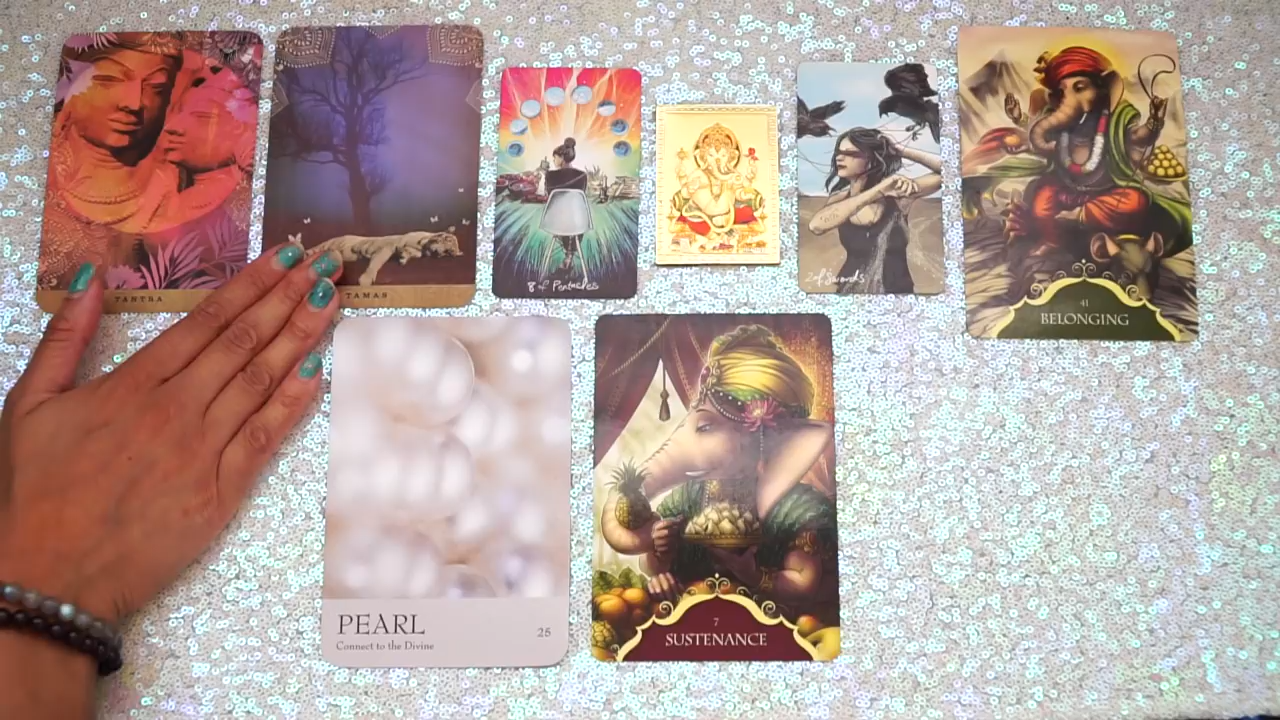 TANTRA
TAMAS
8 of Pentacles
2 of Swords
41
BELONGING
PEARL
Connect to the Divine
25
7
SUSTENANCE